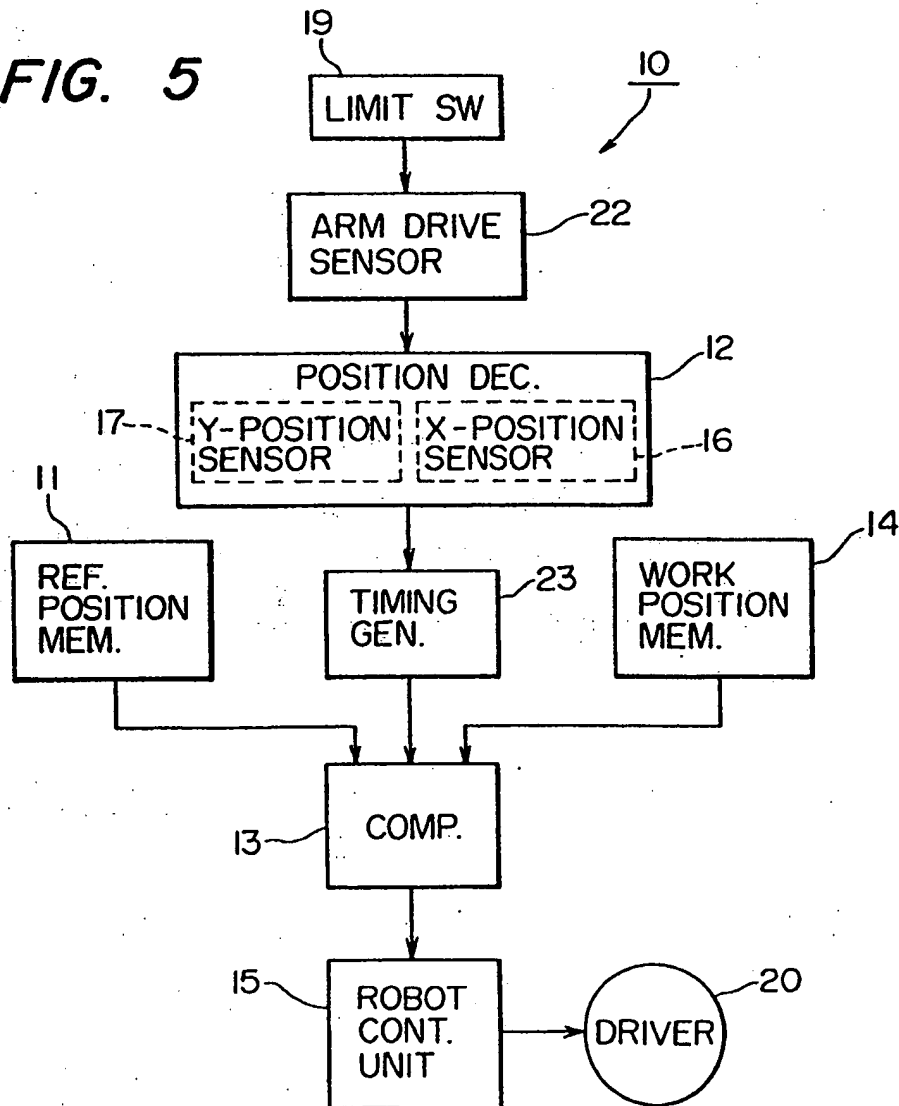 FIG. 5
19
10
LIMIT SW
ARM DRIVE
SENSOR
22
12
POSITION DEC.
17
Y-POSITION
SENSOR
X-POSITION
SENSOR
16
11
REF.
POSITION
MEM.
TIMING
GEN.
23
WORK
POSITION
MEM.
14
COMP.
13
15
ROBOT
CONT.
UNIT
DRIVER
20